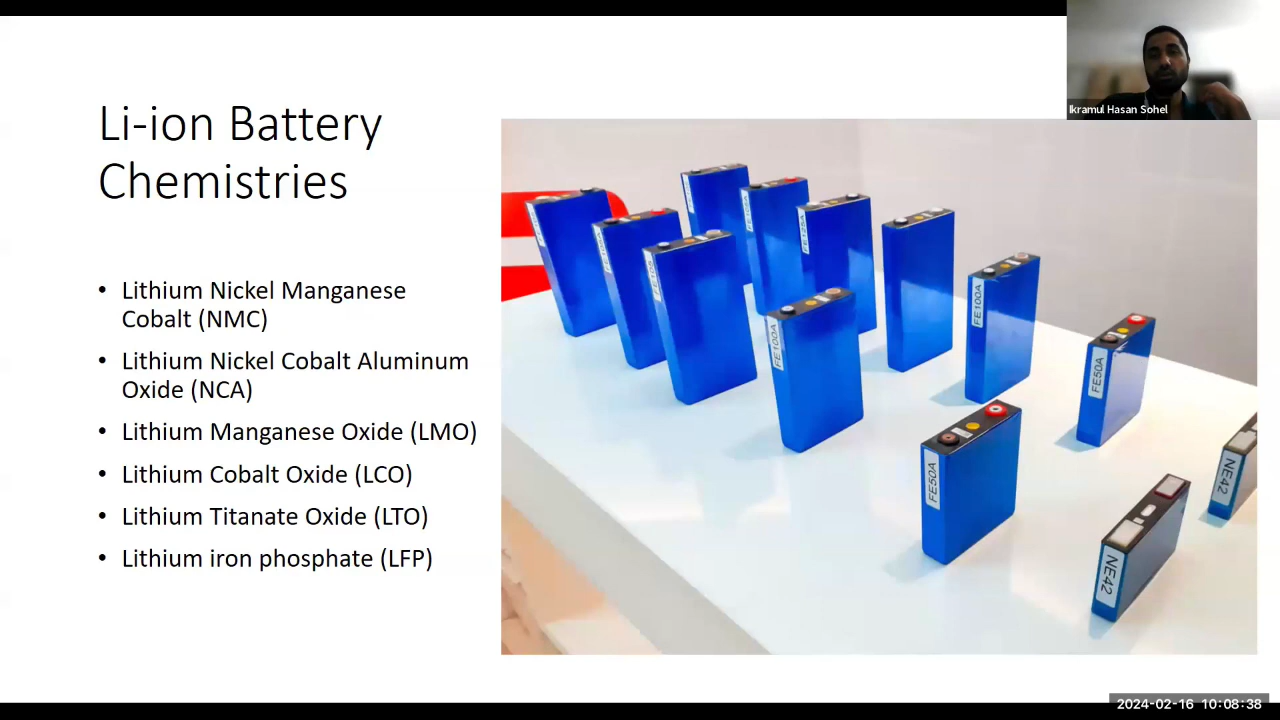 Ikramul Hasan Sohel
Li-ion Battery
Chemistries
• Lithium Nickel Manganese
Cobalt (NMC)
• Lithium Nickel Cobalt Aluminum
Oxide (NCA)
• Lithium Manganese Oxide (LMO)
• Lithium Cobalt Oxide (LCO)
• Lithium Titanate Oxide (LTO)
• Lithium iron phosphate (LFP)
FE100A
FE100A
FE50A
FE50A
NE42
NE42
2024-02-16 10:08:38